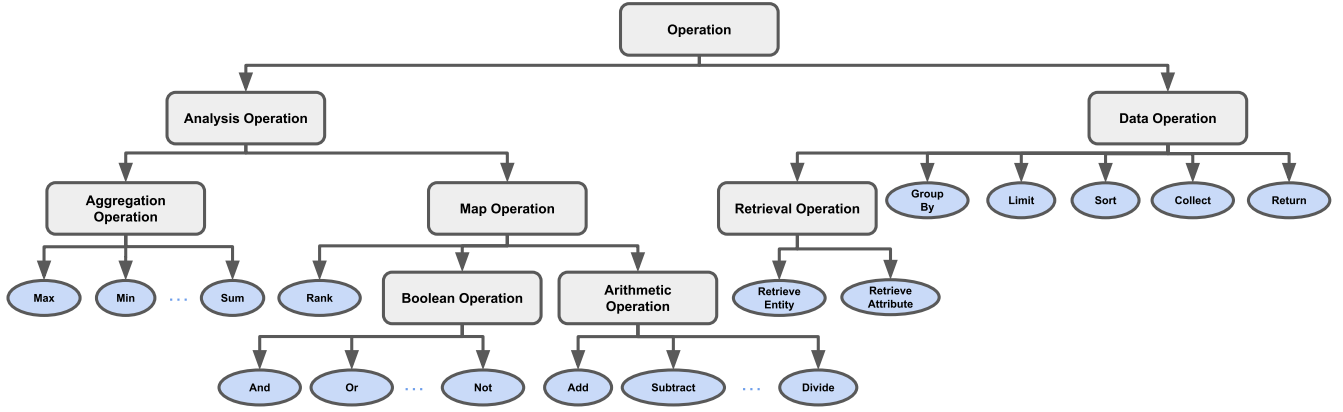 Operation
Analysis Operation
Data Operation
Aggregation
Operation
Map Operation
Retrieval Operation
Group
By
Limit
Sort
Collect
Return
Max
Min
...
Sum
Rank
Boolean Operation
Arithmetic
Operation
Retrieve
Entity
Retrieve
Attribute
And
Or
...
Not
Add
Subtract
...
Divide